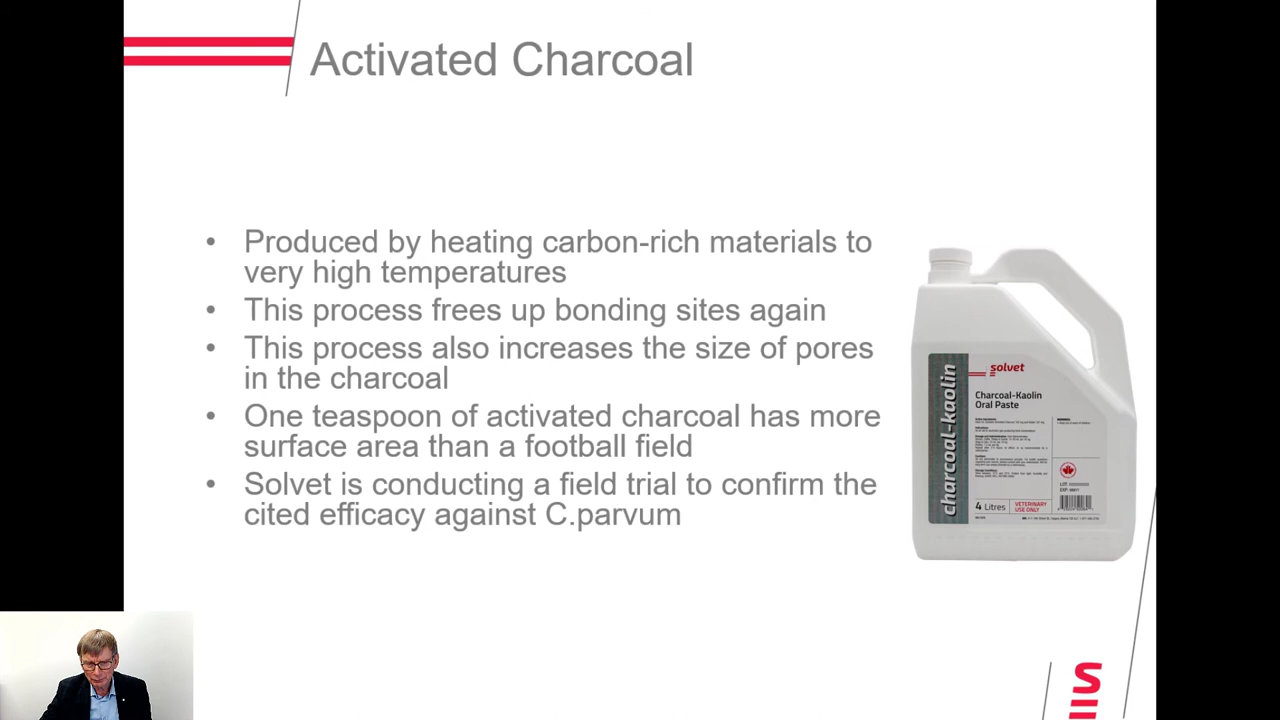 Activated Charcoal
• Produced by heating carbon-rich materials to
very high temperatures
• This process frees up bonding sites again
• This process also increases the size of pores
in the charcoal
• One teaspoon of activated charcoal has more
surface area than a football field
• Solvet is conducting a field trial to confirm the
cited efficacy against C.parvum
charcoal-kaolin
solvet
Charcoal-Kaolin
Oral Paste
4 Litres
VETERINARY
USE ONLY
S